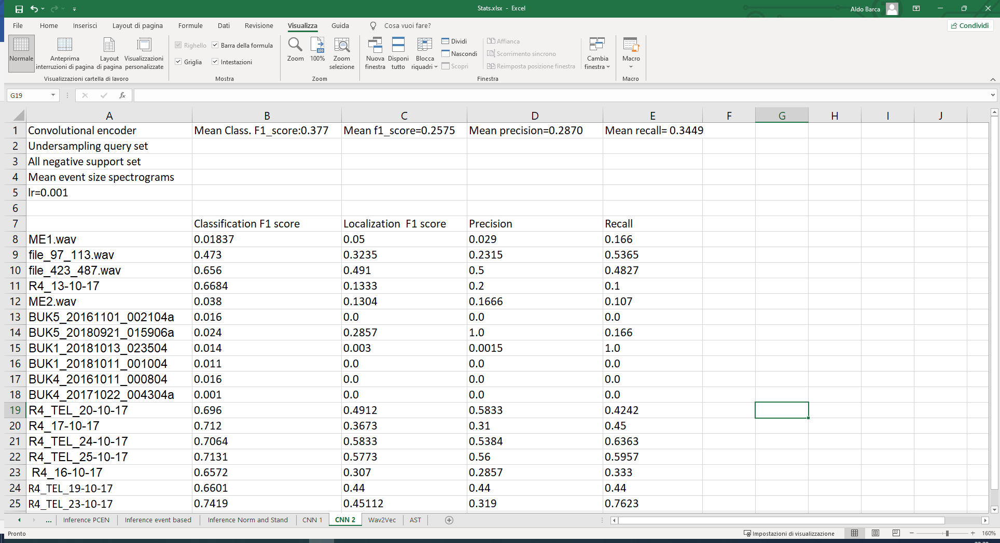 Stats.xlsx - Excel
Aldo Barca
File Home Inserisci Layout di pagina Formule Dati Revisione Visualizza Guida Cosa vuoi fare? Condividi
Normale
Anteprima interruzioni di pagina
Layout di pagina
Visualizzazioni personalizzate
Visualizzazioni cartella di lavoro
Righello Barra della formula
Griglia Intestazioni
Mostra
Zoom 100% Zoom selezione
100
Zoom
Nuova finestra Disponi tutto Blocca riquadri
Dividi
Nascondi
Scopri
Affianca
Scorrimento sincrono
Reimposta posizione finestra
Cambia finestra
Finestra
Macro
Macro
G19 fx
A B C D E F G H I J
1 Convolutional encoder Mean Class. F1_score:0.377 Mean f1_score=0.2575 Mean precision=0.2870 Mean recall= 0.3449
2 Undersampling query set
3 All negative support set
4 Mean event size spectrograms
5 lr=0.001
6
7 Classification F1 score Localization F1 score Precision Recall
8 ME1.wav 0.01837 0.05 0.029 0.166
9 file_97_113.wav 0.473 0.3235 0.2315 0.5365
10 file_423_487.wav 0.656 0.491 0.5 0.4827
11 R4_13-10-17 0.6684 0.1333 0.2 0.1
12 ME2.wav 0.038 0.1304 0.1666 0.107
13 BUK5_20161101_002104a 0.016 0.0 0.0 0.0
14 BUK5_20180921_015906a 0.024 0.2857 1.0 0.166
15 BUK1_20181013_023504 0.014 0.003 0.0015 1.0
16 BUK1_20181011_001004 0.011 0.0 0.0 0.0
17 BUK4_20161011_000804 0.016 0.0 0.0 0.0
18 BUK4_20171022_004304a 0.001 0.0 0.0 0.0
19 R4_TEL_20-10-17 0.696 0.4912 0.5833 0.4242
20 R4_17-10-17 0.712 0.3673 0.31 0.45
21 R4_TEL_24-10-17 0.7064 0.5833 0.5384 0.6363
22 R4_TEL_25-10-17 0.7131 0.5773 0.56 0.5957
23 R4_16-10-17 0.6572 0.307 0.2857 0.333
24 R4_TEL_19-10-17 0.6601 0.44 0.44 0.44
25 R4_TEL_23-10-17 0.7419 0.45112 0.319 0.7623
... Inference PCEN Inference event based Inference Norm and Stand CNN 1 CNN 2 Wav2Vec AST
Pronto Impostazioni di visualizzazione 160%